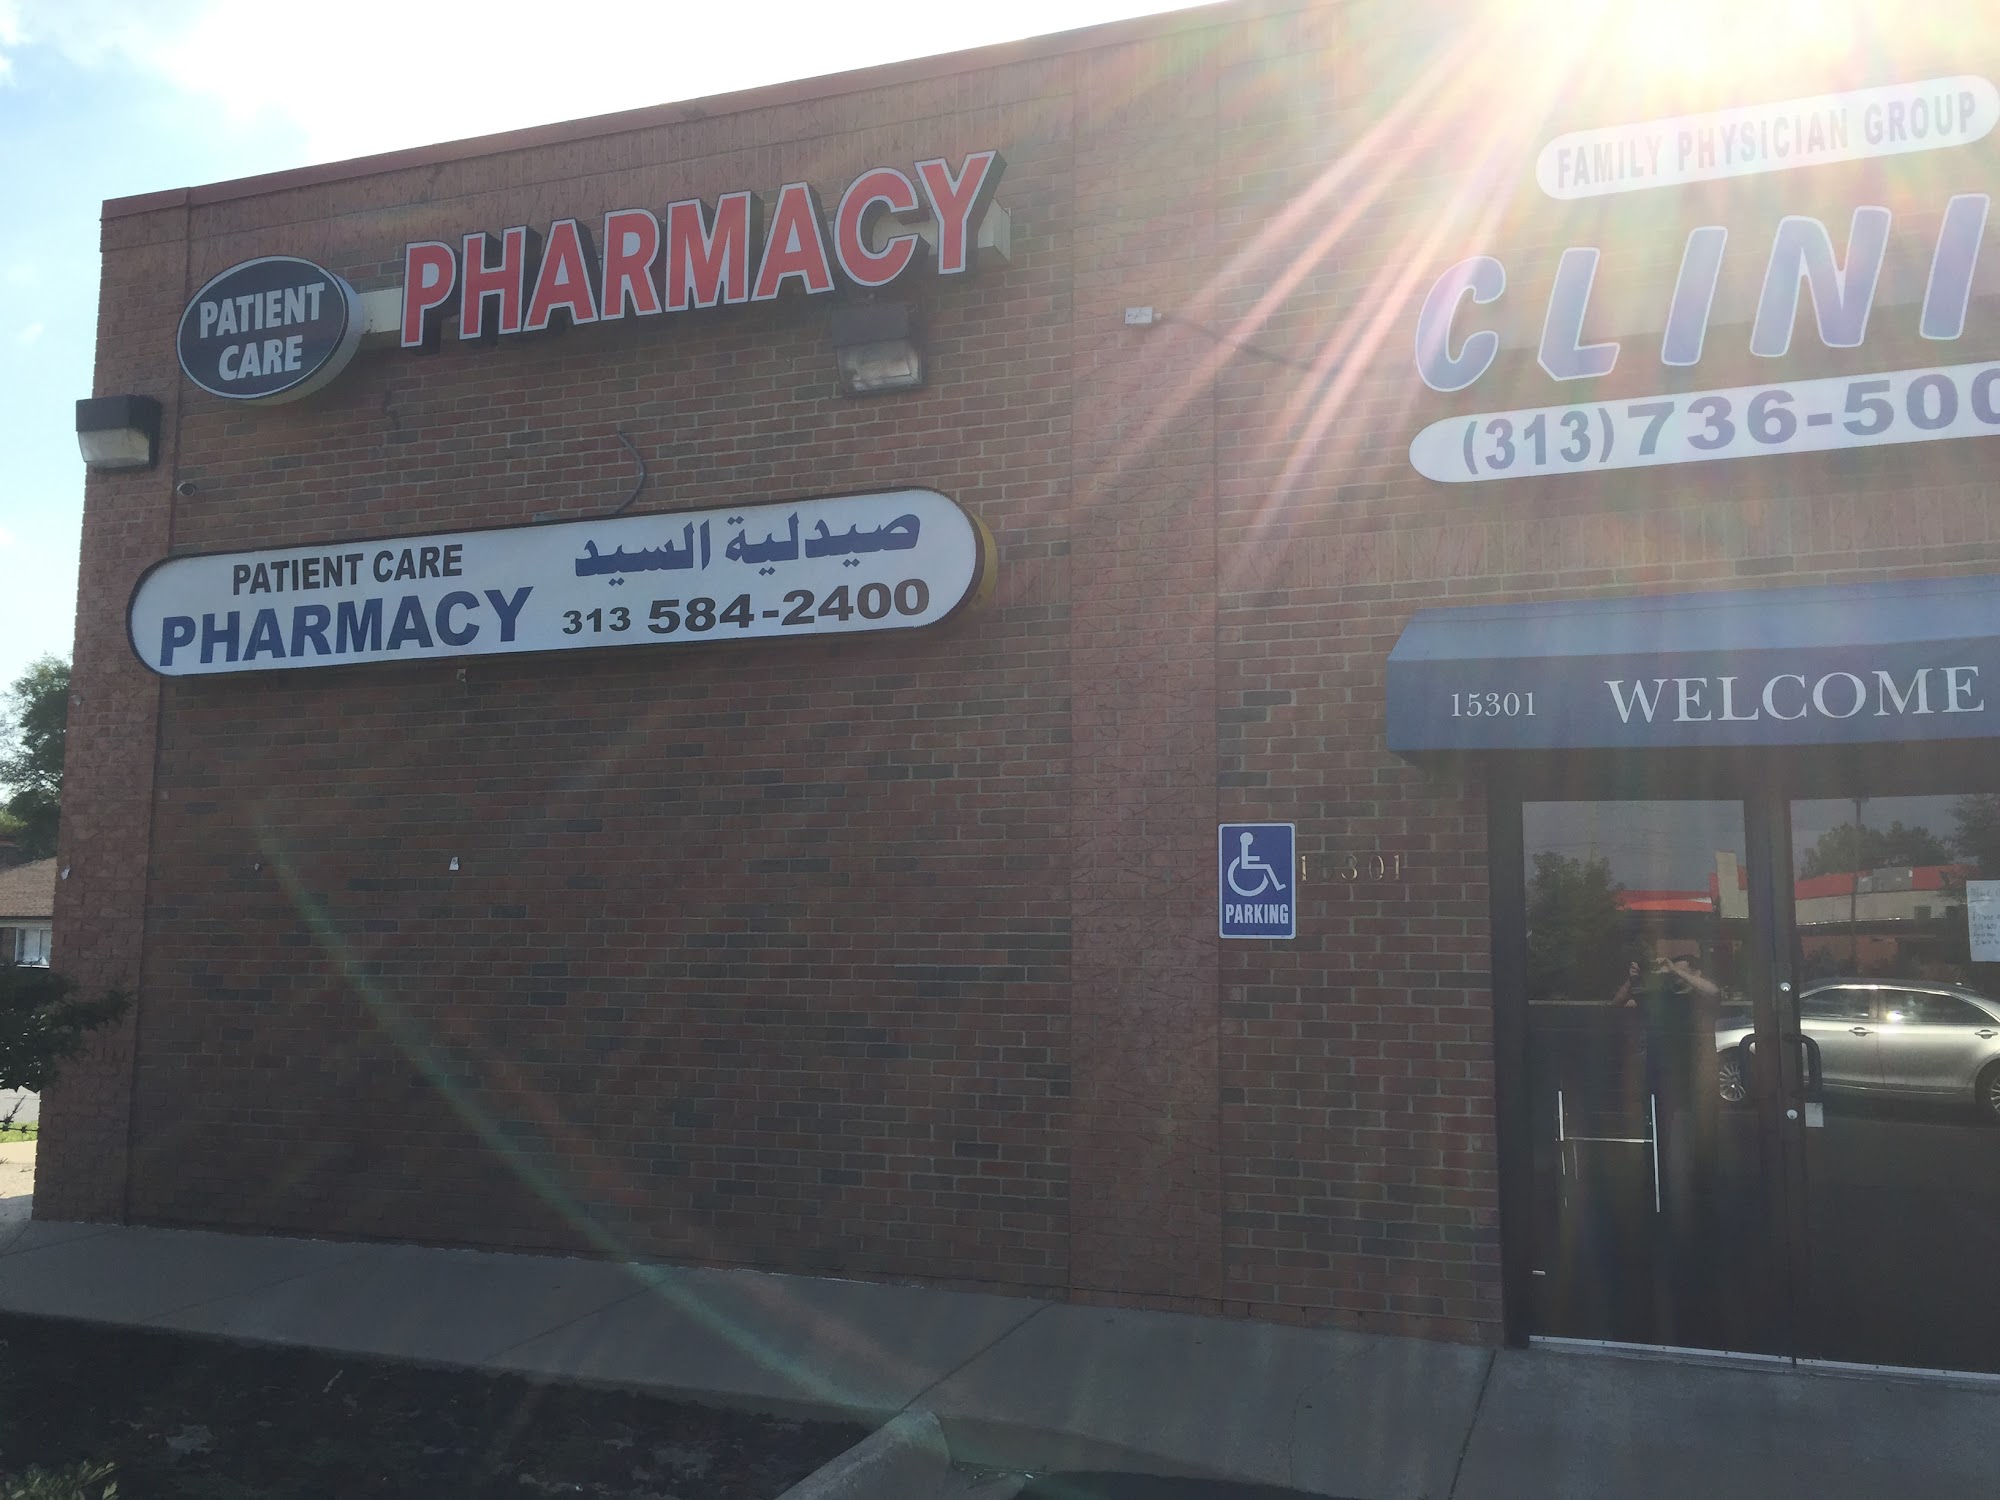 PATIENT
CARE
PHARMACY
PATIENT CARE
PHARMACY
صيدلية السيد
313 584-2400
FAMILY PHYSICIAN GROUP
CLINI
(313) 736-500
15301 WELCOME
PARKING
15301